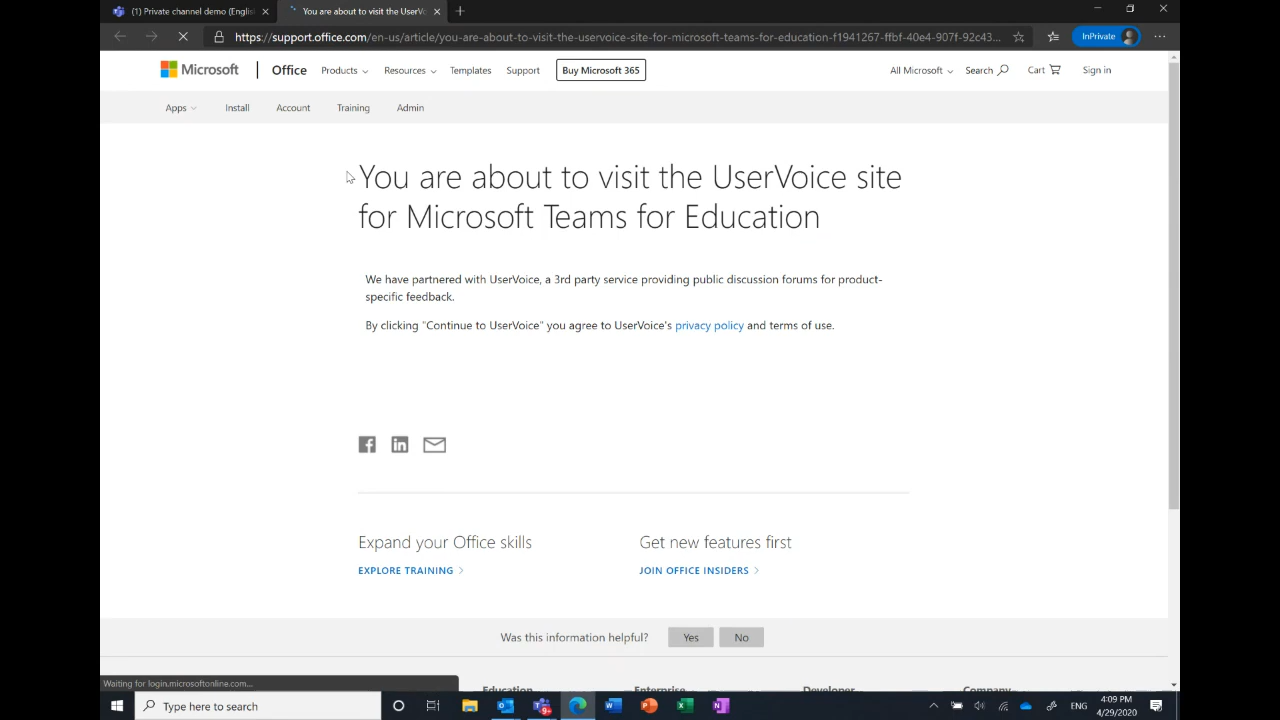 (1) Private channel demo (Englis
You are about to visit the UserVo
https://support.office.com/en-us/article/you-are-about-to-visit-the-uservoice-site-for-microsoft-teams-for-education-f1941267-ffbf-40e4-907f-92c43...
InPrivate
Microsoft
Office
Products
Resources
Templates
Support
Buy Microsoft 365
All Microsoft
Search
Cart
Sign in
Apps
Install
Account
Training
Admin
You are about to visit the UserVoice site
for Microsoft Teams for Education
We have partnered with UserVoice, a 3rd party service providing public discussion forums for product-
specific feedback.
By clicking "Continue to UserVoice" you agree to UserVoice's privacy policy and terms of use.
Expand your Office skills
Get new features first
EXPLORE TRAINING
JOIN OFFICE INSIDERS
Was this information helpful?
Yes
No
Waiting for login.microsoftonline.com...
Education
Enterprise
Developer
Company
Type here to search
ENG
4:09 PM
4/29/2020